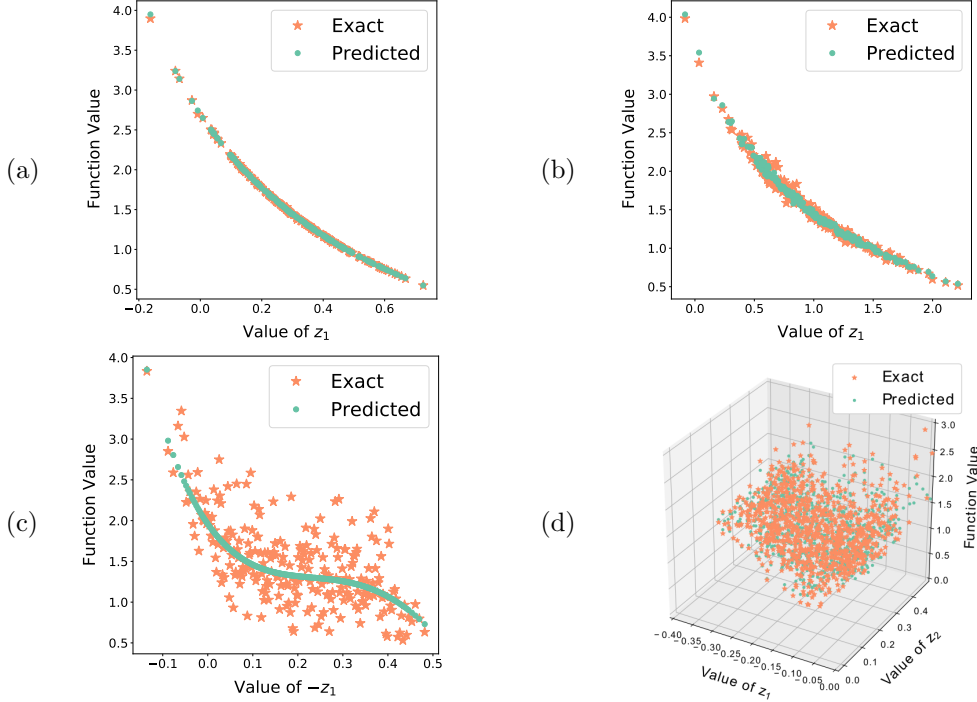 (a)
4.0
3.5
3.0
2.5
2.0
1.5
1.0
0.5
Function Value
Exact
Predicted
−0.2 0.0 0.2 0.4 0.6
Value of z1
(b)
4.0
3.5
3.0
2.5
2.0
1.5
1.0
0.5
Function Value
Exact
Predicted
0.0 0.5 1.0 1.5 2.0
Value of z1
(c)
4.0
3.5
3.0
2.5
2.0
1.5
1.0
0.5
Function Value
Exact
Predicted
−0.1 0.0 0.1 0.2 0.3 0.4 0.5
Value of −z1
(d)
Exact
Predicted
3.0
2.5
2.0
1.5
1.0
0.5
0.0
Function Value
−0.40 −0.35 −0.30 −0.25 −0.20 −0.15 −0.10 −0.05 0.00
Value of z1
0.0 0.1 0.2 0.3 0.4
Value of z2